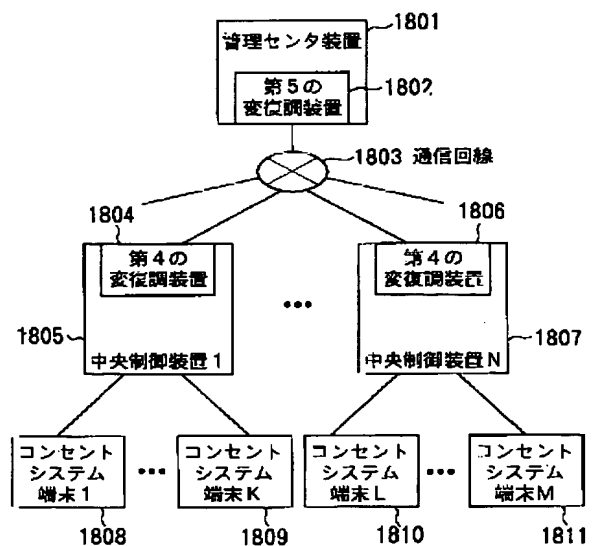 1801
管理センタ装置
第5の
変復調装置
1802
1803 通信回線
1804
1806
第4の
変復調装置
第4の
変復調装置
•••
1805
中央制御装置1
1807
中央制御装置N
コンセント
システム
端末1
•••
コンセント
システム
端末K
コンセント
システム
端末L
•••
コンセント
システム
端末M
1808
1809
1810
1811